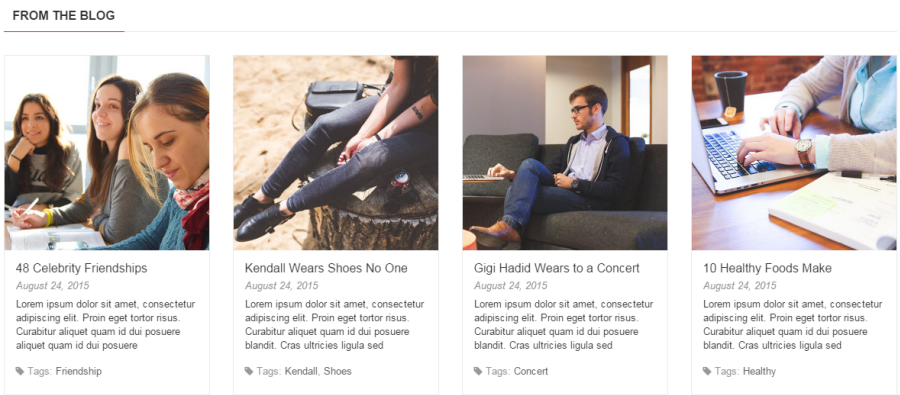 FROM THE BLOG
48 Celebrity Friendships
August 24, 2015
Lorem ipsum dolor sit amet, consectetur
adipiscing elit. Proin eget tortor risus.
Curabitur aliquet quam id dui posuere
aliquet quam id dui posuere
Tags: Friendship
Kendall Wears Shoes No One
August 24, 2015
Lorem ipsum dolor sit amet, consectetur
adipiscing elit. Proin eget tortor risus.
Curabitur aliquet quam id dui posuere
blandit. Cras ultricies ligula sed
Tags: Kendall, Shoes
Gigi Hadid Wears to a Concert
August 24, 2015
Lorem ipsum dolor sit amet, consectetur
adipiscing elit. Proin eget tortor risus.
Curabitur aliquet quam id dui posuere
blandit. Cras ultricies ligula sed
Tags: Concert
10 Healthy Foods Make
August 24, 2015
Lorem ipsum dolor sit amet, consectetur
adipiscing elit. Proin eget tortor risus.
Curabitur aliquet quam id dui posuere
blandit. Cras ultricies ligula sed
Tags: Healthy